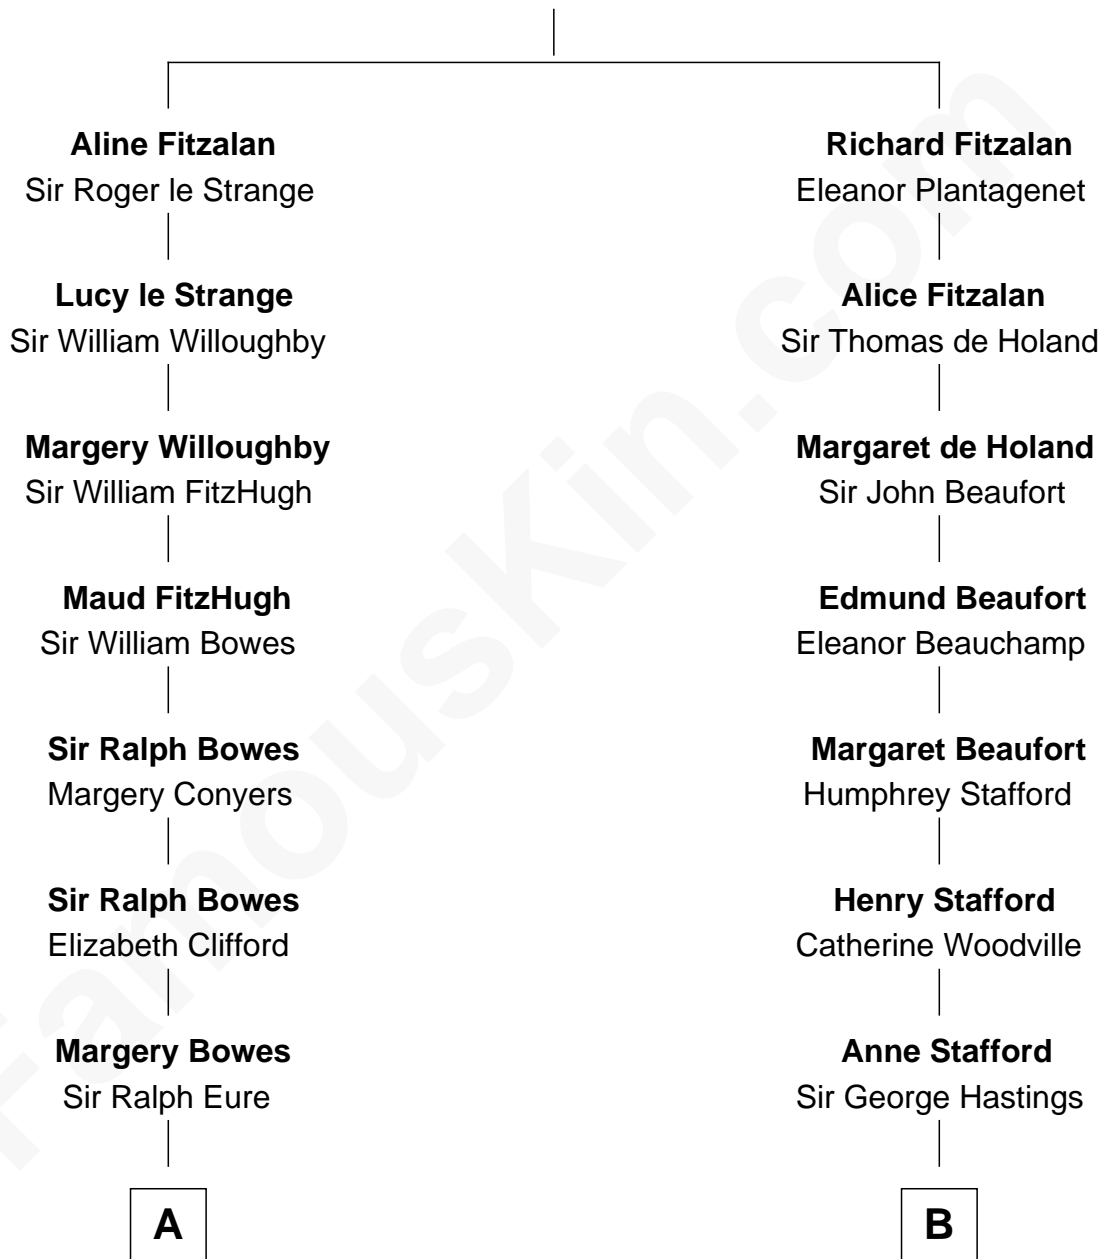 Aline Fitzalan
Sir Roger le Strange
Richard Fitzalan
Eleanor Plantagenet
Lucy le Strange
Sir William Willoughby
Alice Fitzalan
Sir Thomas de Holand
Margery Willoughby
Sir William FitzHugh
Margaret de Holand
Sir John Beaufort
Maud FitzHugh
Sir William Bowes
Edmund Beaufort
Eleanor Beauchamp
Sir Ralph Bowes
Margery Conyers
Margaret Beaufort
Humphrey Stafford
Sir Ralph Bowes
Elizabeth Clifford
Henry Stafford
Catherine Woodville
Margery Bowes
Sir Ralph Eure
Anne Stafford
Sir George Hastings
A
B
FamousKin.com